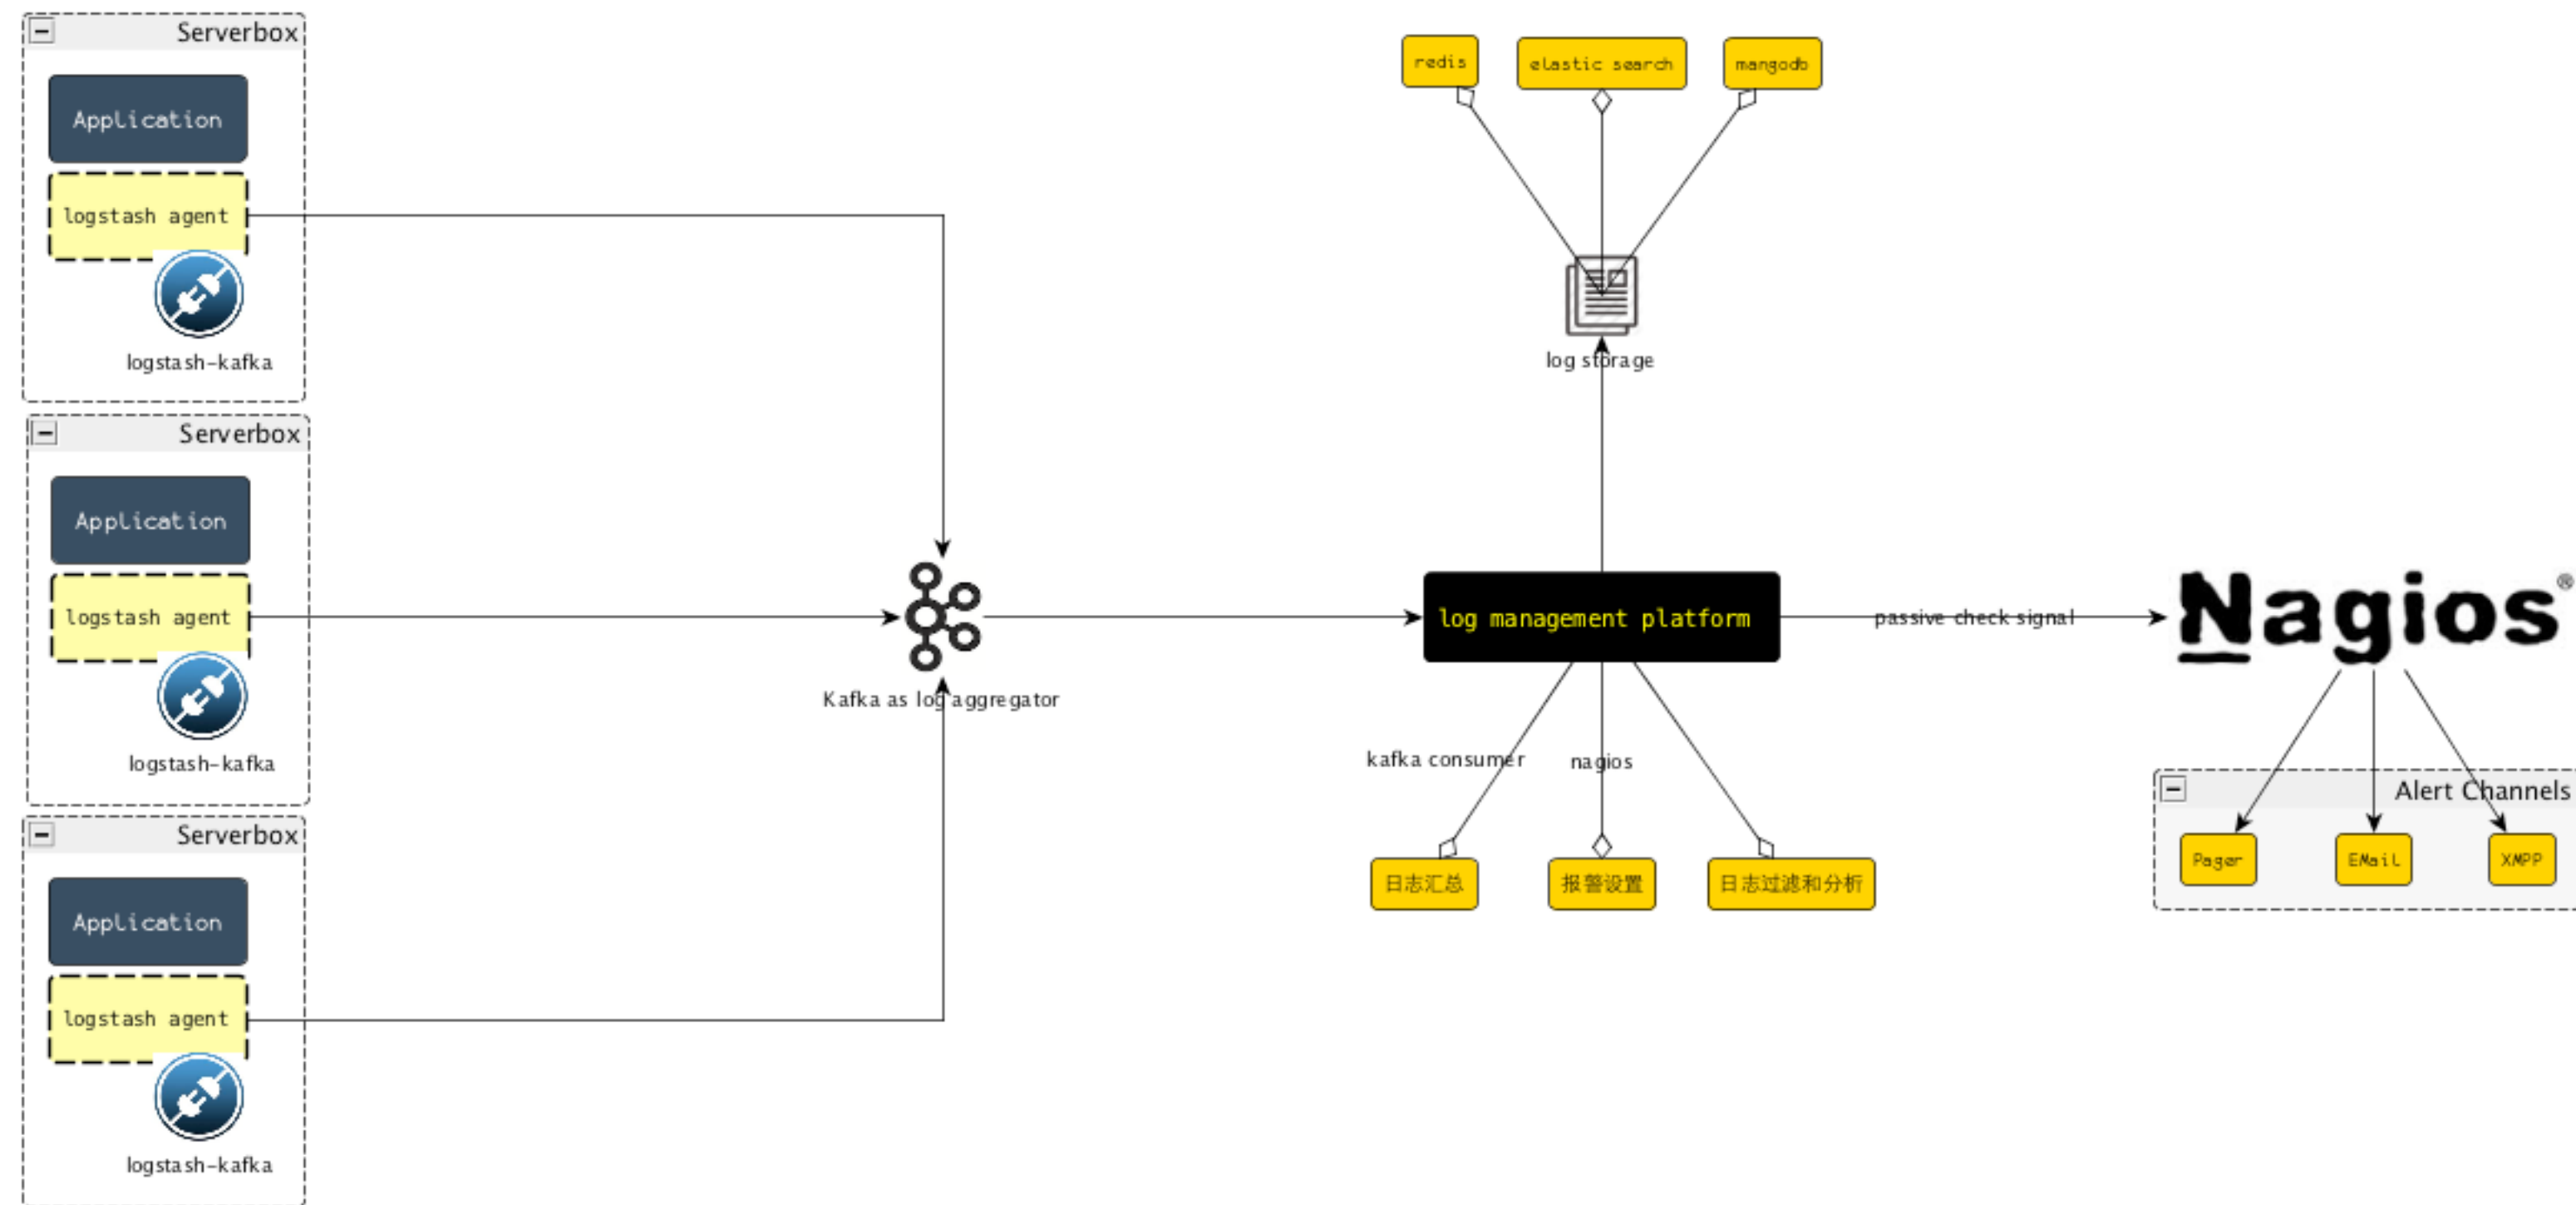 Serverbox
Application
logstash agent
logstash-kafka
Serverbox
Application
logstash agent
logstash-kafka
Serverbox
Application
logstash agent
logstash-kafka
Kafka as log aggregator
redis
elastic search
mangodb
log storage
log management platform
passive check signal
kafka consumer
nagios
日志汇总
报警设置
日志过滤和分析
Nagios®
Alert Channels
Pager
EMail
XMPP